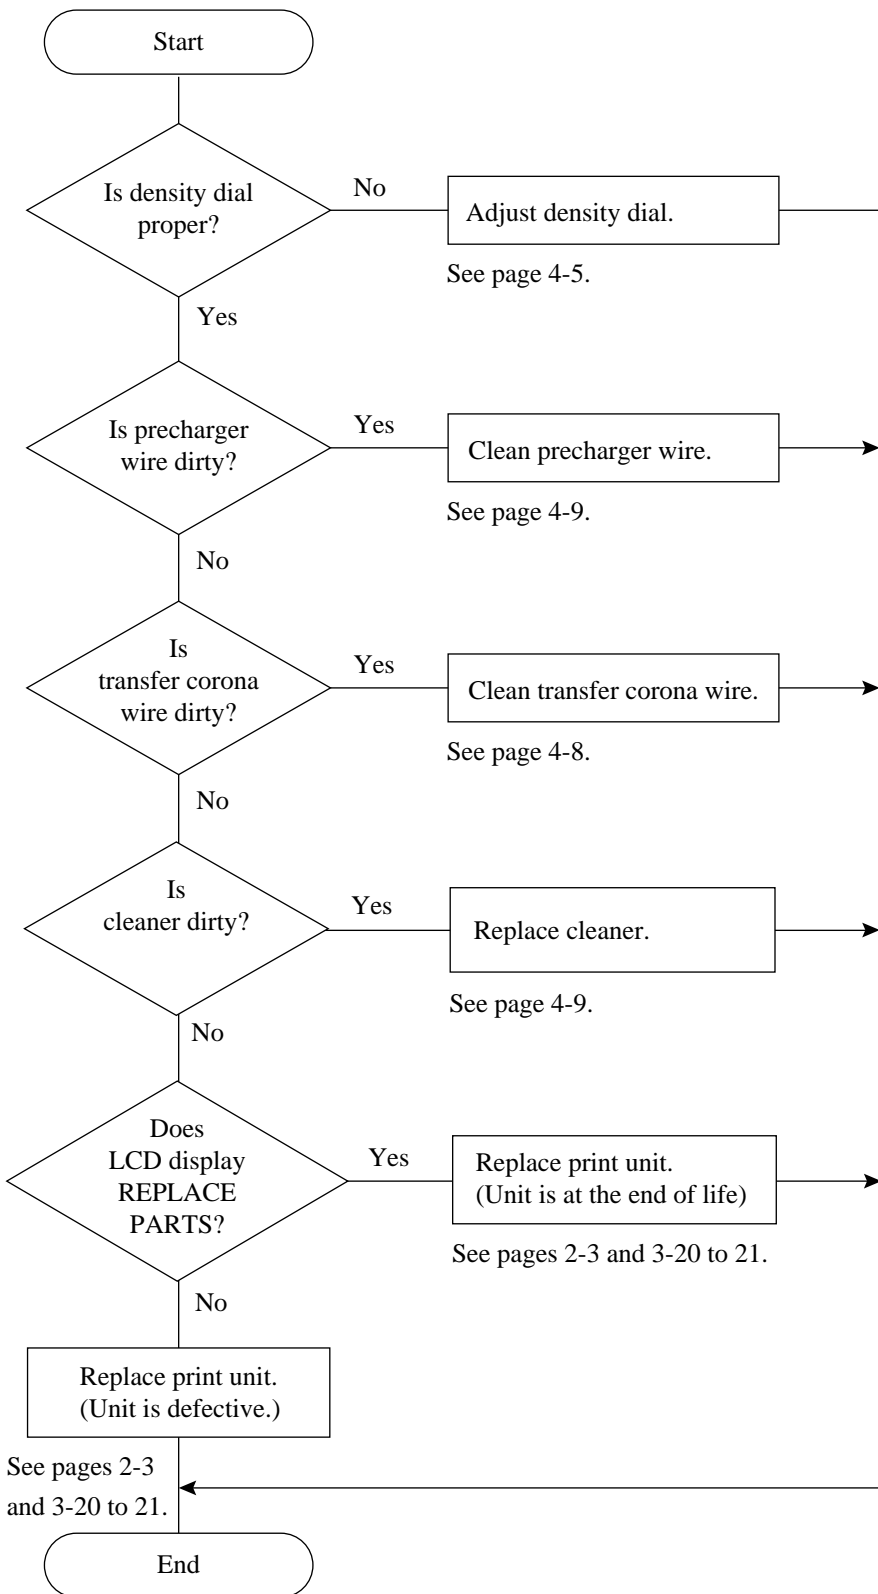 Start
Is density dial
proper?
No
Adjust density dial.
See page 4-5.
Yes
Is precharger
wire dirty?
Yes
Clean precharger wire.
See page 4-9.
No
Is
transfer corona
wire dirty?
Yes
Clean transfer corona wire.
See page 4-8.
No
Is
cleaner dirty?
Yes
Replace cleaner.
See page 4-9.
No
Does
LCD display
REPLACE
PARTS?
Yes
Replace print unit.
(Unit is at the end of life)
See pages 2-3 and 3-20 to 21.
No
Replace print unit.
(Unit is defective.)
See pages 2-3
and 3-20 to 21.
End